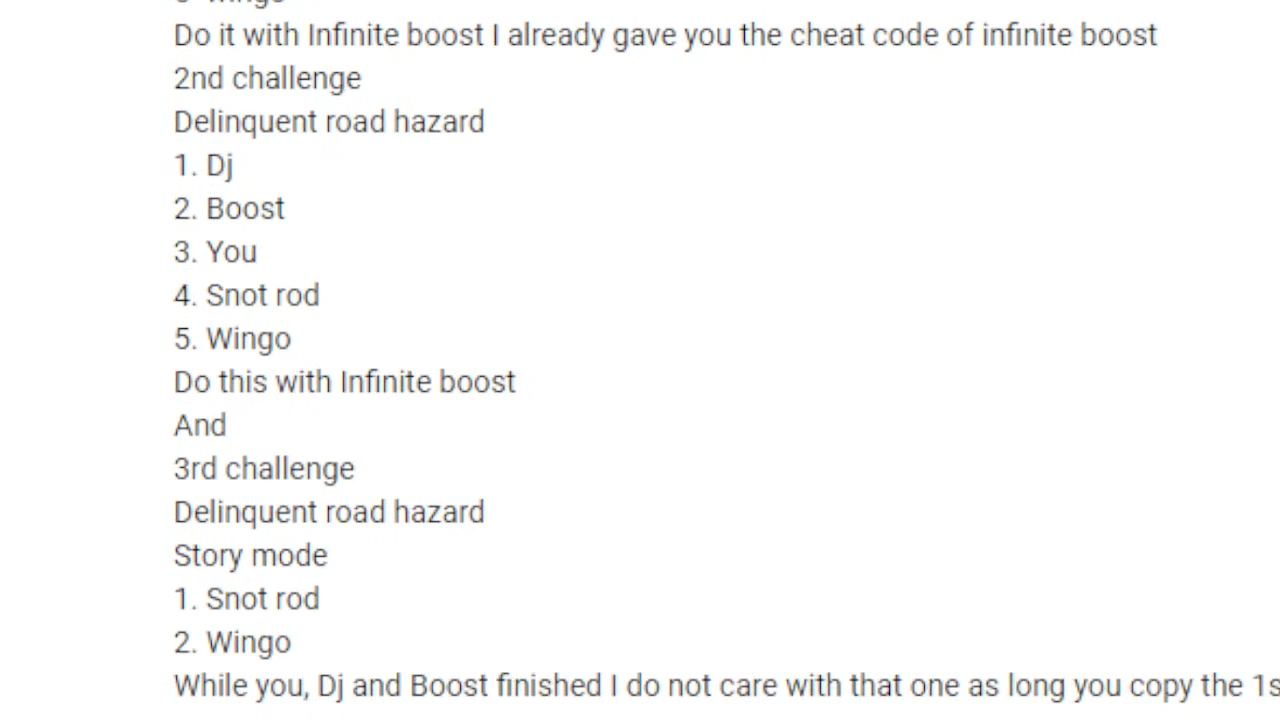 Do it with Infinite boost I already gave you the cheat code of infinite boost
2nd challenge
Delinquent road hazard
1. Dj
2. Boost
3. You
4. Snot rod
5. Wingo
Do this with Infinite boost
And
3rd challenge
Delinquent road hazard
Story mode
1. Snot rod
2. Wingo
While you, Dj and Boost finished I do not care with that one as long you copy the 1s